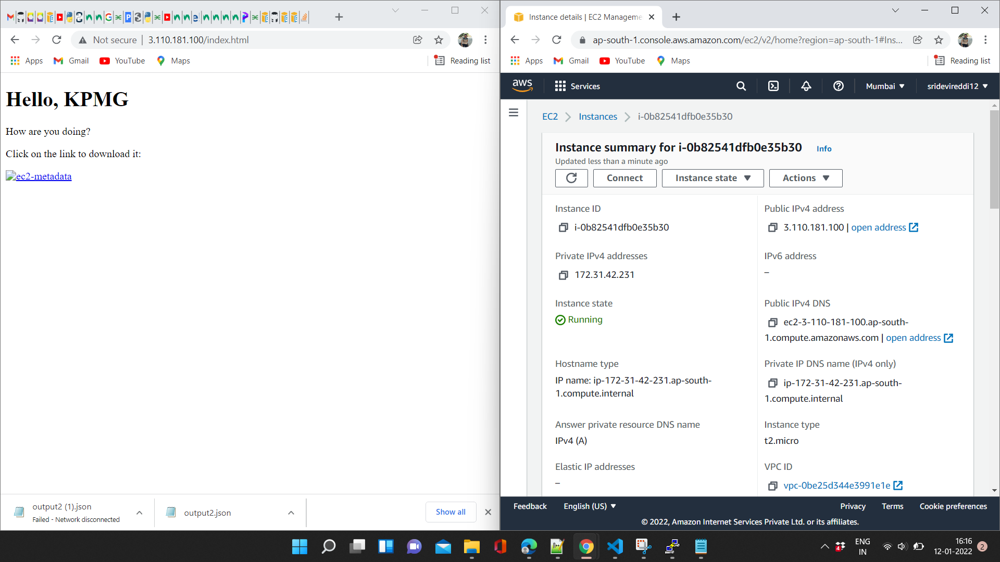 Not secure | 3.110.181.100/index.html
Apps
Gmail
YouTube
Maps
Reading list
Hello, KPMG
How are you doing?
Click on the link to download it:
ec2-metadata
output2 (1).json
Failed - Network disconnected
output2.json
Show all
Instance details | EC2 Manageme
ap-south-1.console.aws.amazon.com/ec2/v2/home?region=ap-south-1#Ins...
Apps
Gmail
YouTube
Maps
Reading list
aws
Services
Mumbai
sridevireddi12
EC2
Instances
i-0b82541dfb0e35b30
Instance summary for i-0b82541dfb0e35b30
Info
Updated less than a minute ago
Connect
Instance state
Actions
Instance ID
i-0b82541dfb0e35b30
Public IPv4 address
3.110.181.100 | open address
Private IPv4 addresses
172.31.42.231
IPv6 address
–
Instance state
Running
Public IPv4 DNS
ec2-3-110-181-100.ap-south-
1.compute.amazonaws.com | open address
Hostname type
IP name: ip-172-31-42-231.ap-south-
1.compute.internal
Private IP DNS name (IPv4 only)
ip-172-31-42-231.ap-south-
1.compute.internal
Answer private resource DNS name
IPv4 (A)
Instance type
t2.micro
Elastic IP addresses
–
VPC ID
vpc-0be25d344e3991e1e
Feedback
English (US)
Privacy
Terms
Cookie preferences
© 2022, Amazon Internet Services Private Ltd. or its affiliates.
4
ENG
IN
16:16
12-01-2022
2